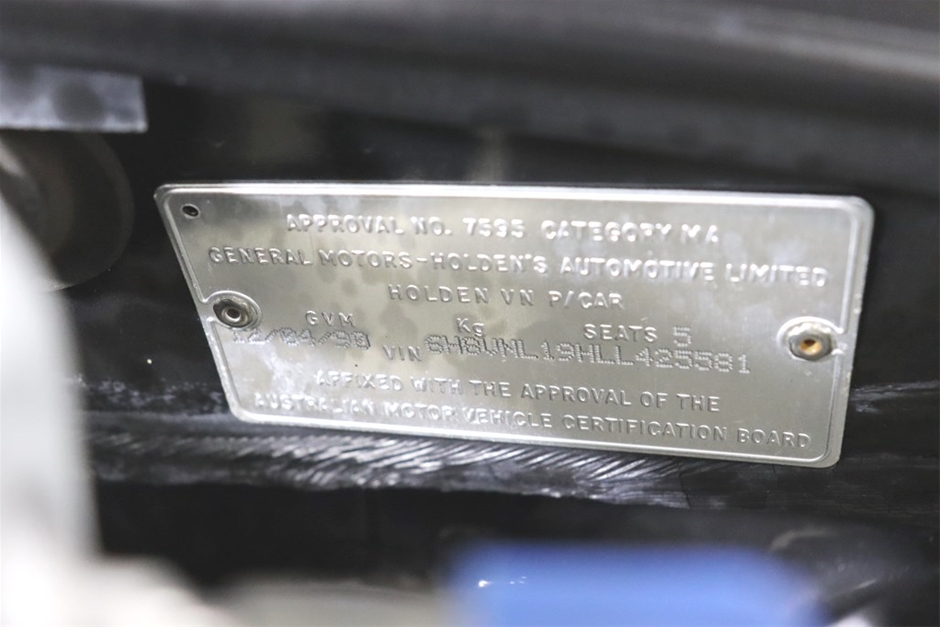 APPROVAL NO. 7595 CATEGORY MA
GENERAL MOTORS-HOLDEN'S AUTOMOTIVE LIMITED
HOLDEN VN P/CAR
GVM Kg SEATS 5
12/04/90 VIN 6H8VNL19HLL425581
AFFIXED WITH THE APPROVAL OF THE
AUSTRALIAN MOTOR VEHICLE CERTIFICATION BOARD